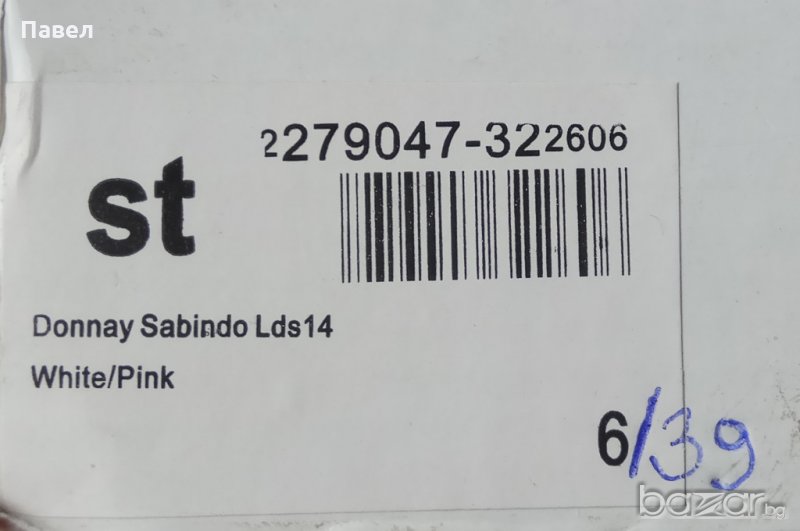 Павел
2279047-322606
st
Donnay Sabindo Lds14
White/Pink
6/39
bazar.bg